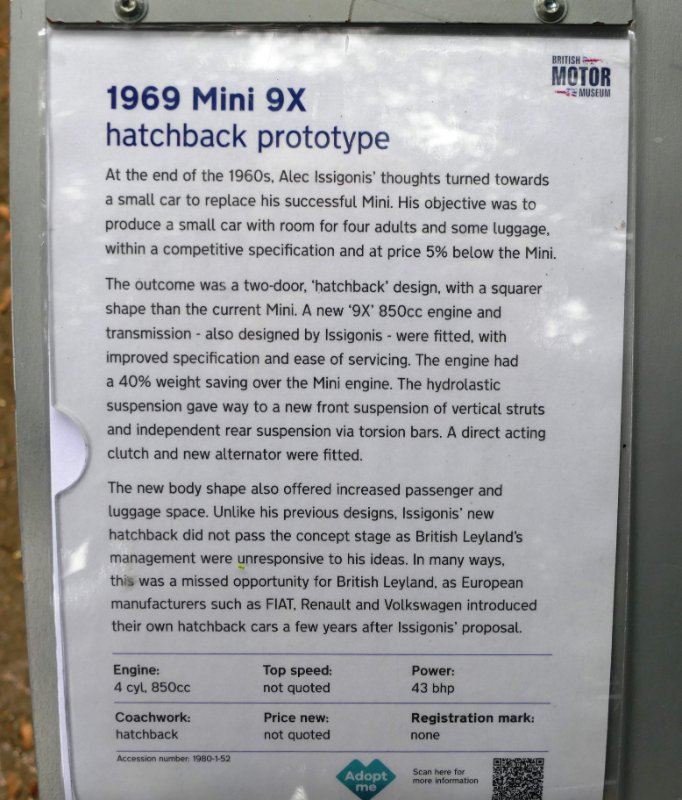 BRITISH
MOTOR
MUSEUM
1969 Mini 9X
hatchback prototype
At the end of the 1960s, Alec Issigonis' thoughts turned towards
a small car to replace his successful Mini. His objective was to
produce a small car with room for four adults and some luggage,
within a competitive specification and at price 5% below the Mini.
The outcome was a two-door, 'hatchback' design, with a squarer
shape than the current Mini. A new '9X' 850cc engine and
transmission - also designed by Issigonis - were fitted, with
improved specification and ease of servicing. The engine had
a 40% weight saving over the Mini engine. The hydrolastic
suspension gave way to a new front suspension of vertical struts
and independent rear suspension via torsion bars. A direct acting
clutch and new alternator were fitted.
The new body shape also offered increased passenger and
luggage space. Unlike his previous designs, Issigonis' new
hatchback did not pass the concept stage as British Leyland's
management were unresponsive to his ideas. In many ways,
this was a missed opportunity for British Leyland, as European
manufacturers such as FIAT, Renault and Volkswagen introduced
their own hatchback cars a few years after Issigonis' proposal.
Engine: Top speed: Power:
4 cyl, 850cc not quoted 43 bhp
Coachwork: Price new: Registration mark:
hatchback not quoted none
Accession number: 1980-1-52
Adopt
me
Scan here for
more information